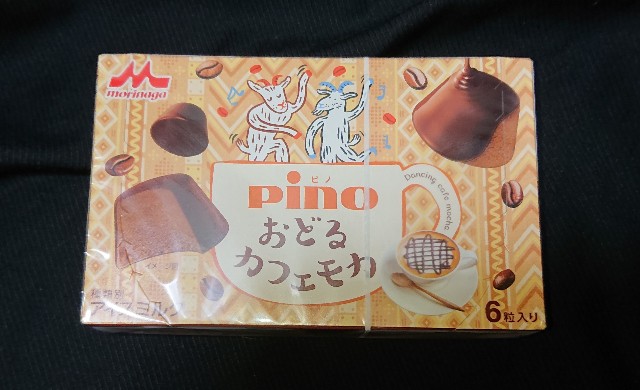 morinaga
ピノ
pino
Dancing cafe mocha
おどる
カフェモカ
種類別
アイスミルク
6粒入り